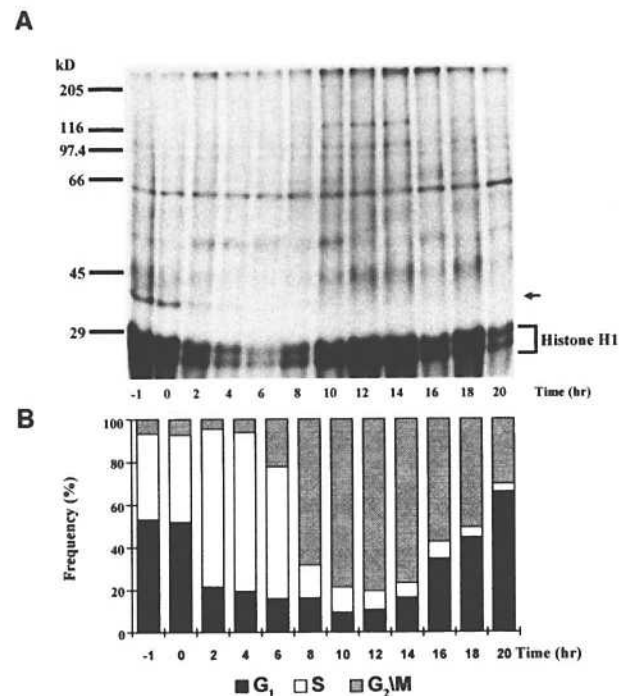 A
kD
205
116
97.4
66
45
29
Histone H1
-1 0 2 4 6 8 10 12 14 16 18 20 Time (hr)
B
Frequency (%)
100
80
60
40
20
0
-1 0 2 4 6 8 10 12 14 16 18 20 Time (hr)
G₁ S G₂\M